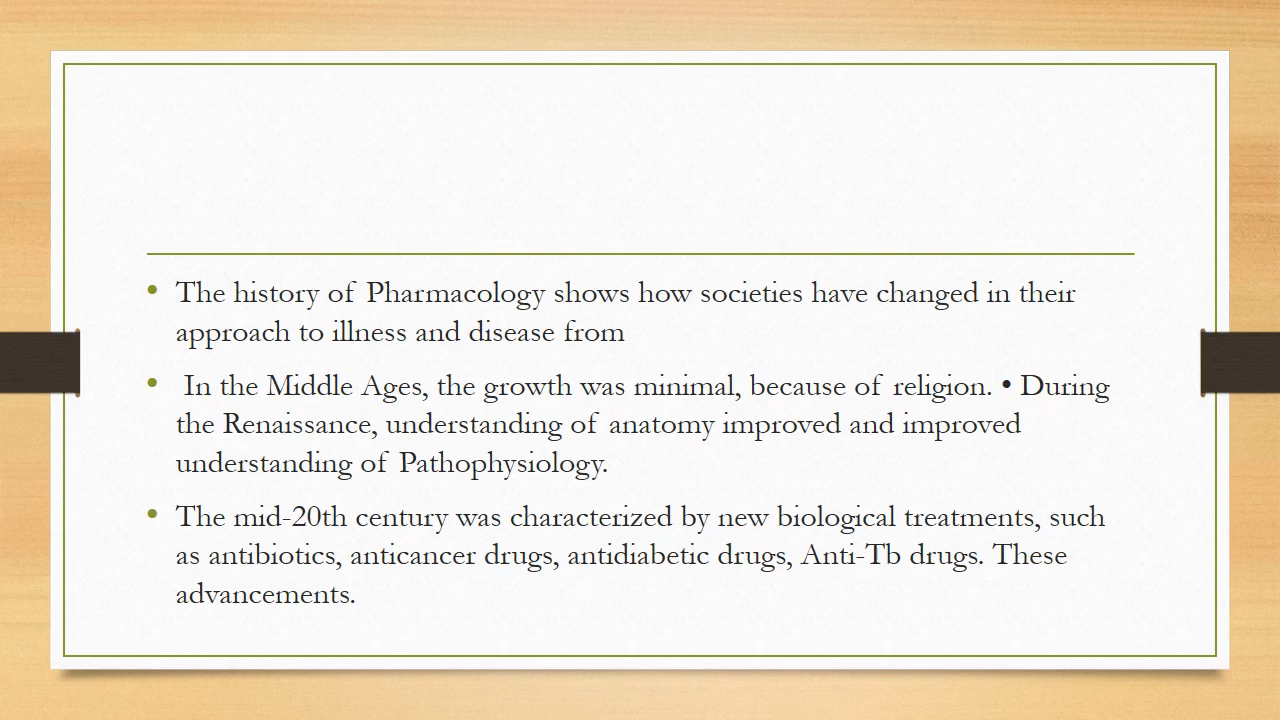 • The history of Pharmacology shows how societies have changed in their
approach to illness and disease from
• In the Middle Ages, the growth was minimal, because of religion. • During
the Renaissance, understanding of anatomy improved and improved
understanding of Pathophysiology.
• The mid-20th century was characterized by new biological treatments, such
as antibiotics, anticancer drugs, antidiabetic drugs, Anti-Tb drugs. These
advancements.